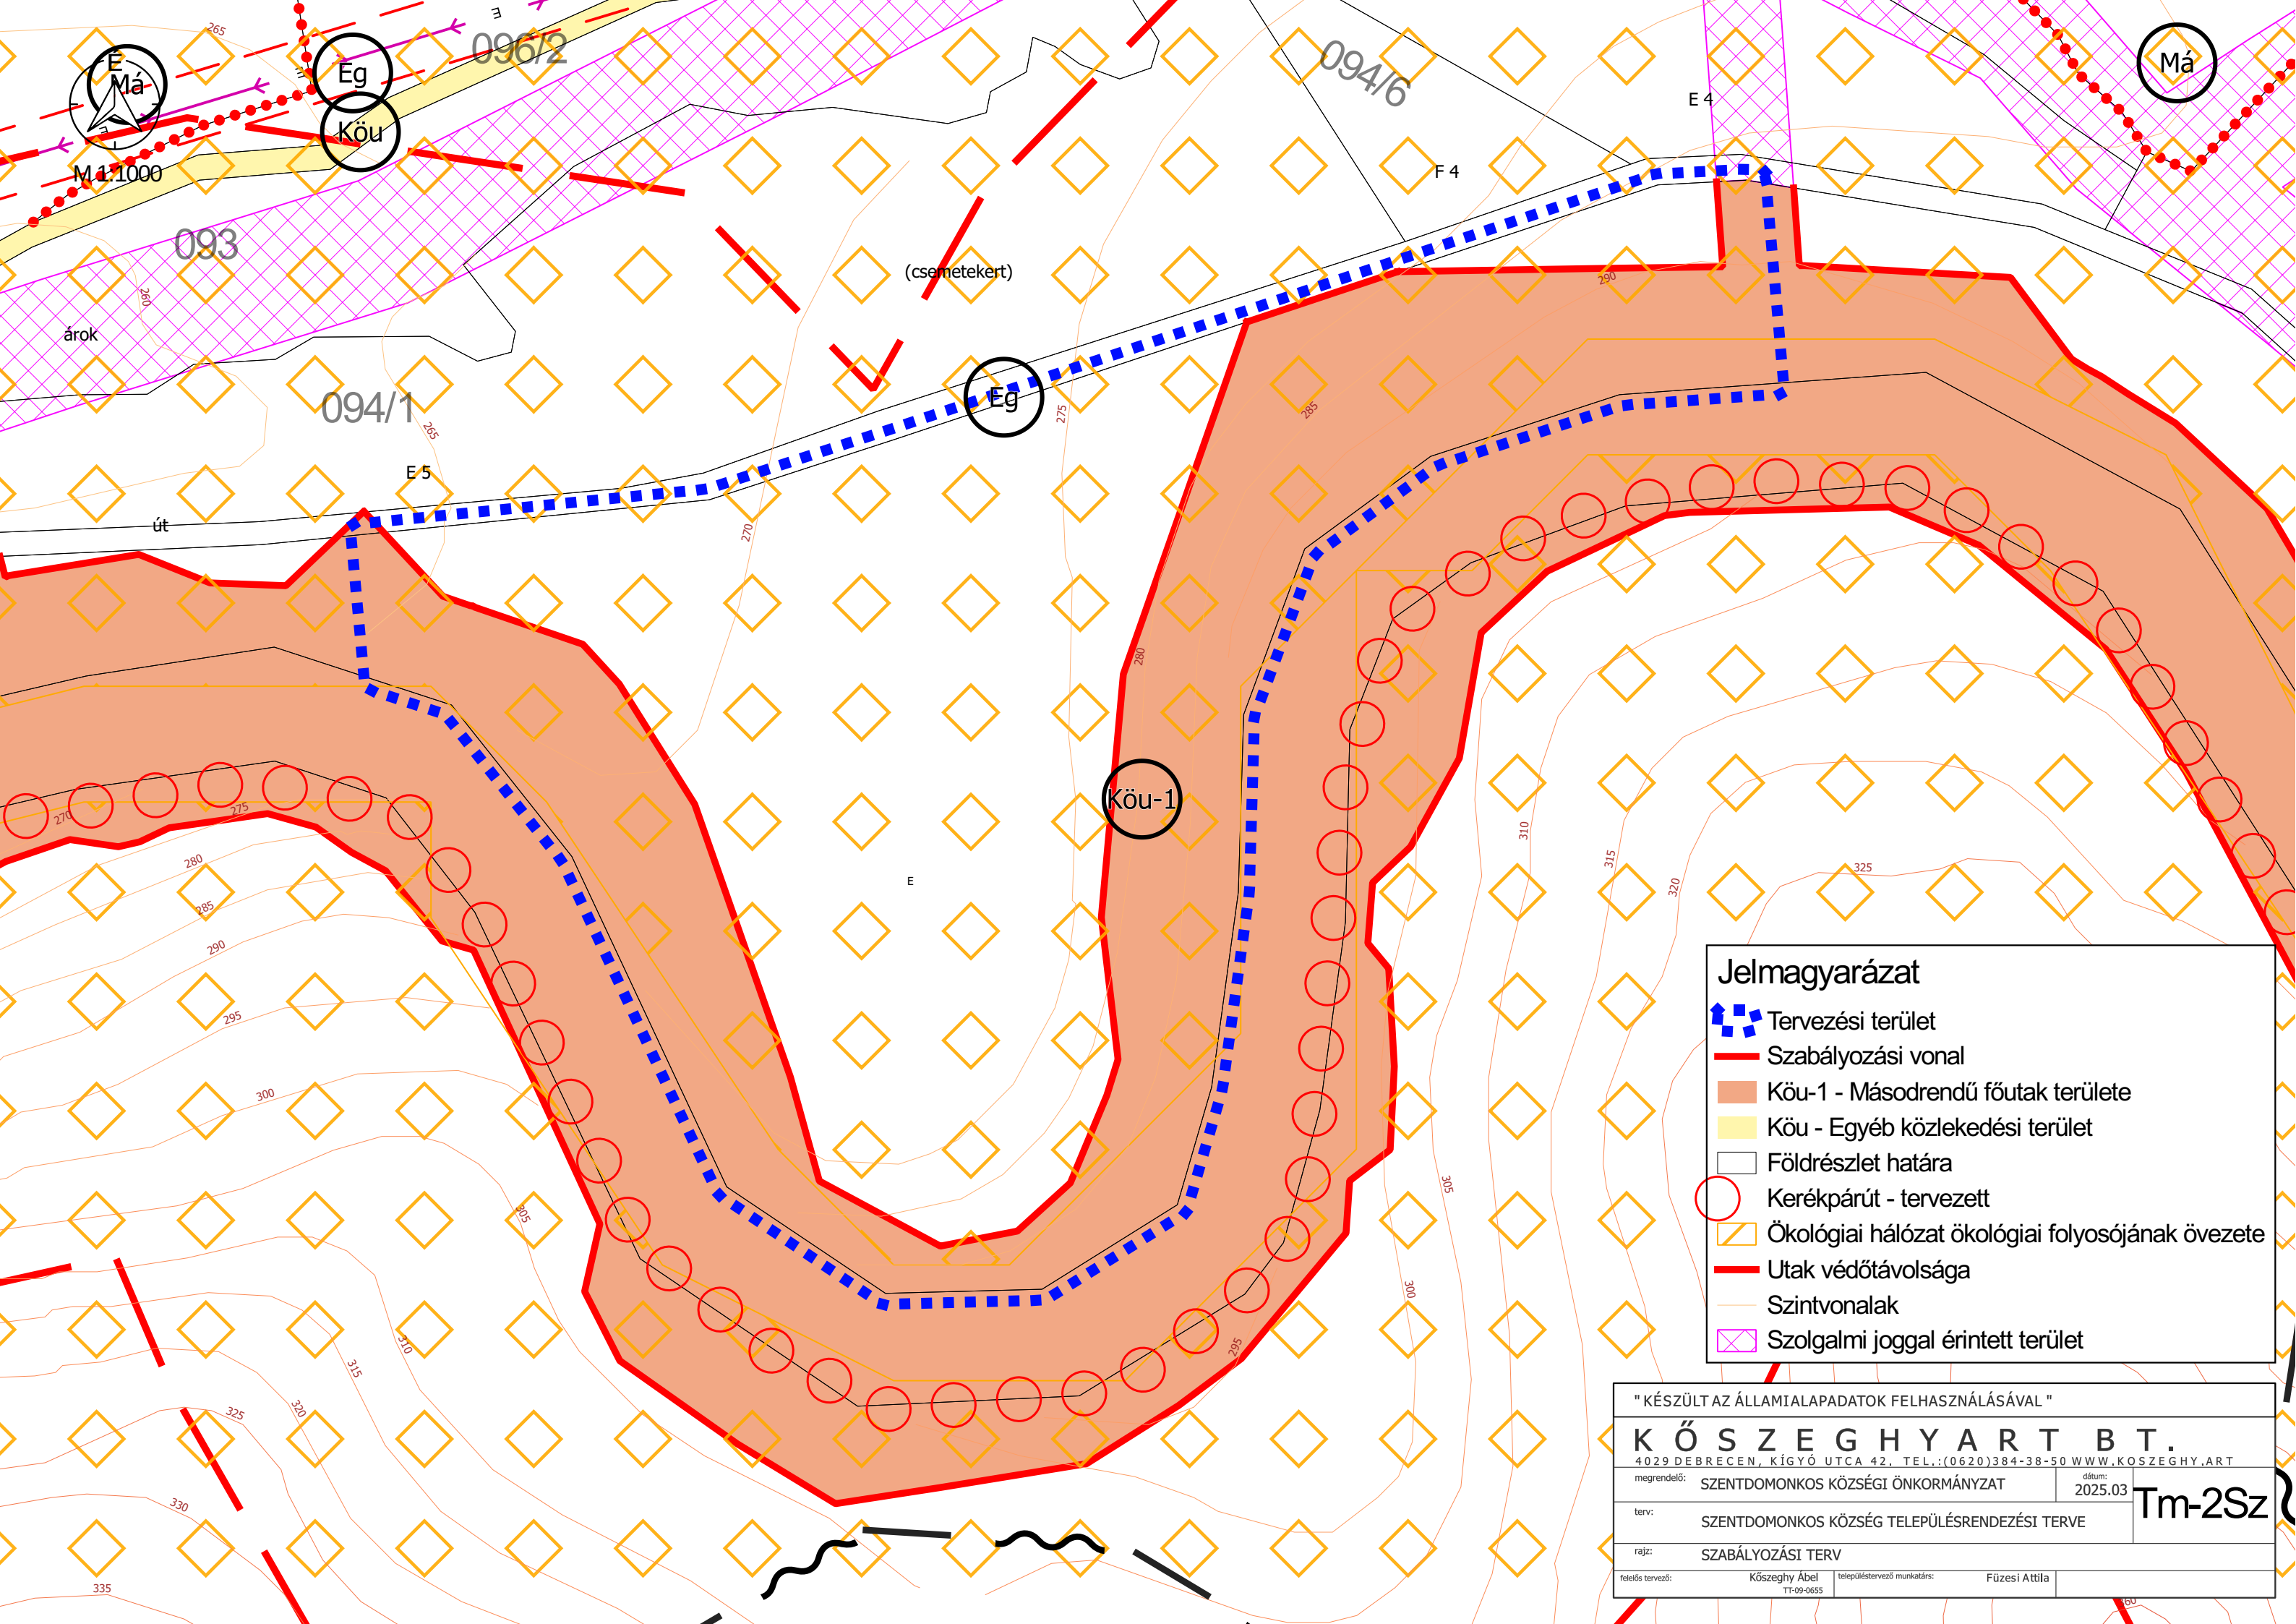 265
E
096/2
094/6
É
Má
Eg
Má
E
E 4
Köu
E
M 1:1000
F 4
093
(csemetekert)
290
260
árok
Eg
094/1
285
275
265
E 5
út
270
280
Köu-1
270
275
280
E
310
315
320
325
285
290
295
300
305
305
300
295
310
315
320
325
330
335
360
Jelmagyarázat
Tervezési terület
Szabályozási vonal
Köu-1 - Másodrendű főutak területe
Köu - Egyéb közlekedési terület
Földrészlet határa
Kerékpárút - tervezett
Ökológiai hálózat ökológiai folyosójának övezete
Utak védőtávolsága
Szintvonalak
Szolgalmi joggal érintett terület
" KÉSZÜLT AZ ÁLLAMI ALAPADATOK FELHASZNÁLÁSÁVAL "
KŐSZEGHYART BT.
4029 DEBRECEN, KÍGYÓ UTCA 42. TEL.:(0620)384-38-50 WWW.KOSZEGHY.ART
megrendelő: SZENTDOMONKOS KÖZSÉGI ÖNKORMÁNYZAT
dátum:
2025.03
Tm-2Sz
terv: SZENTDOMONKOS KÖZSÉG TELEPÜLÉSRENDEZÉSI TERVE
rajz: SZABÁLYOZÁSI TERV
felelős tervező: Kőszeghy Ábel
TT-09-0655
településtervező munkatárs: Füzesi Attila